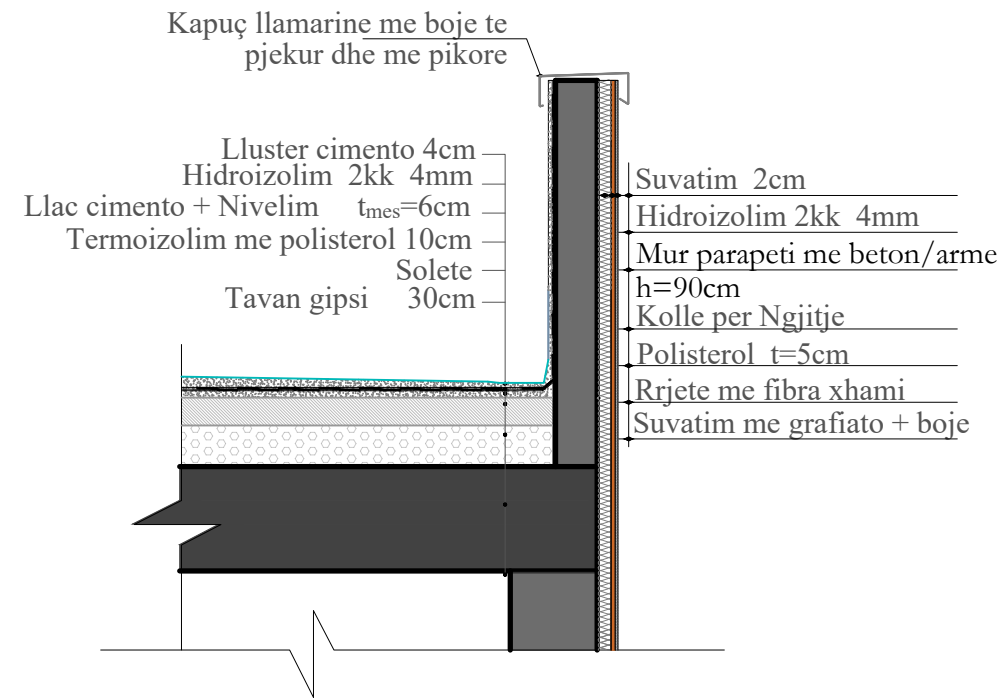 Kapuç llamarine me boje te
pjekur dhe me pikore
Lluster cimento 4cm
Hidroizolim 2kk 4mm
Llac cimento + Nivelim tmes=6cm
Termoizolim me polisterol 10cm
Solete
Tavan gipsi 30cm
Suvatim 2cm
Hidroizolim 2kk 4mm
Mur parapeti me beton/arme
h=90cm
Kolle per Ngjitje
Polisterol t=5cm
Rrjete me fibra xhami
Suvatim me grafiato + boje